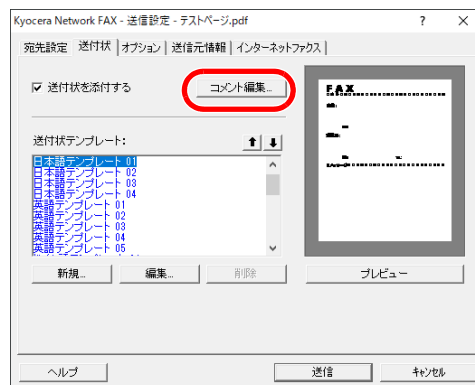 Kyocera Network FAX - 送信設定 - テストページ.pdf
宛先設定 送付状 オプション 送信元情報 インターネットファクス
送付状を添付する
コメント編集...
送付状テンプレート:
日本語テンプレート 01
日本語テンプレート 02
日本語テンプレート 03
日本語テンプレート 04
英語テンプレート 01
英語テンプレート 02
英語テンプレート 03
英語テンプレート 04
英語テンプレート 05
FAX
新規... 編集... 削除 プレビュー
ヘルプ 送信 キャンセル